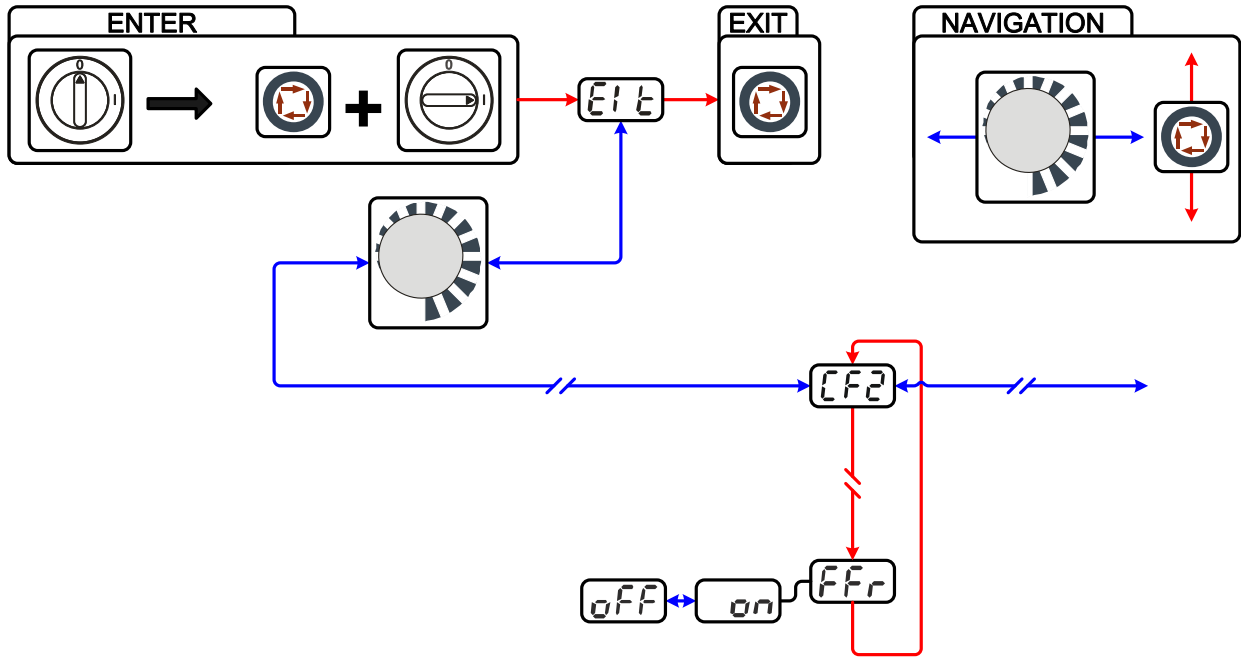 ENTER
EXIT
NAVIGATION
0
I
0
I
EIt
CF2
FFr
oFF
on